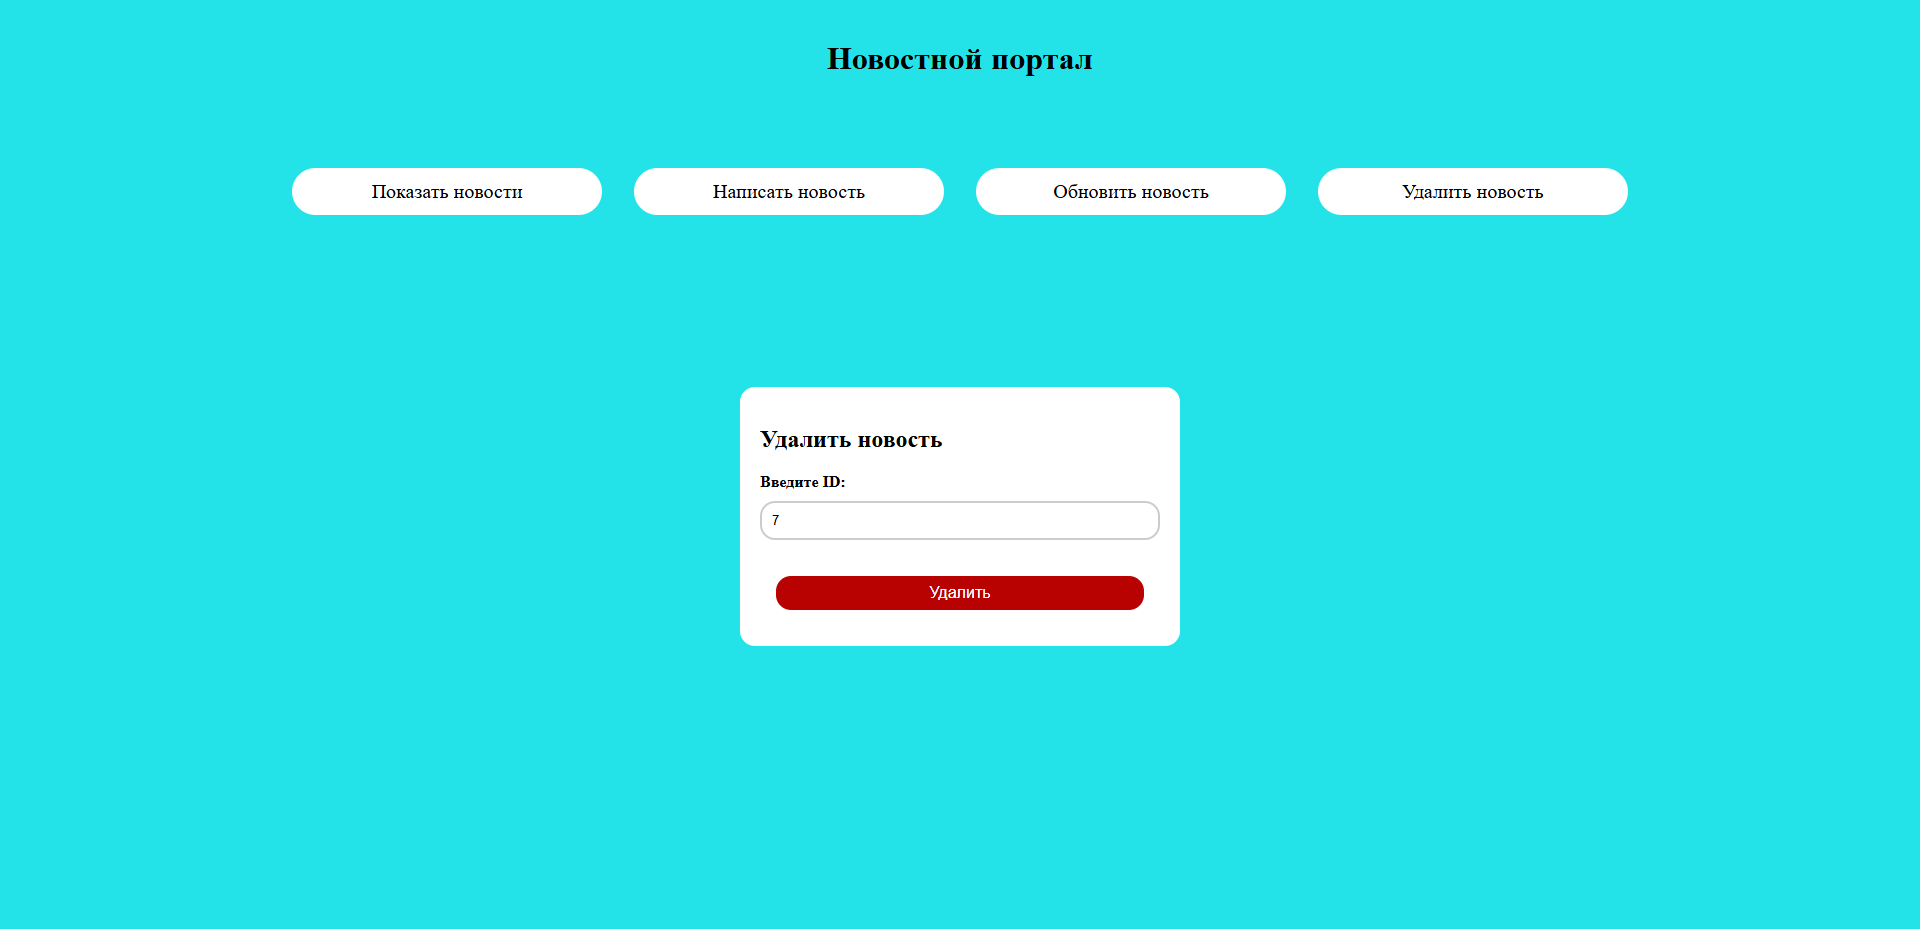 Новостной портал
Показать новости
Написать новость
Обновить новость
Удалить новость
Удалить новость
Введите ID:
7
Удалить